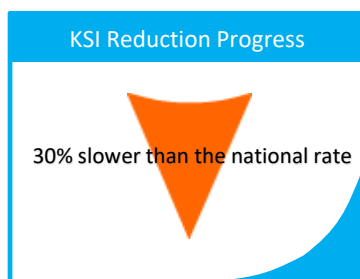 KSI Reduction Progress
30% slower than the national rate